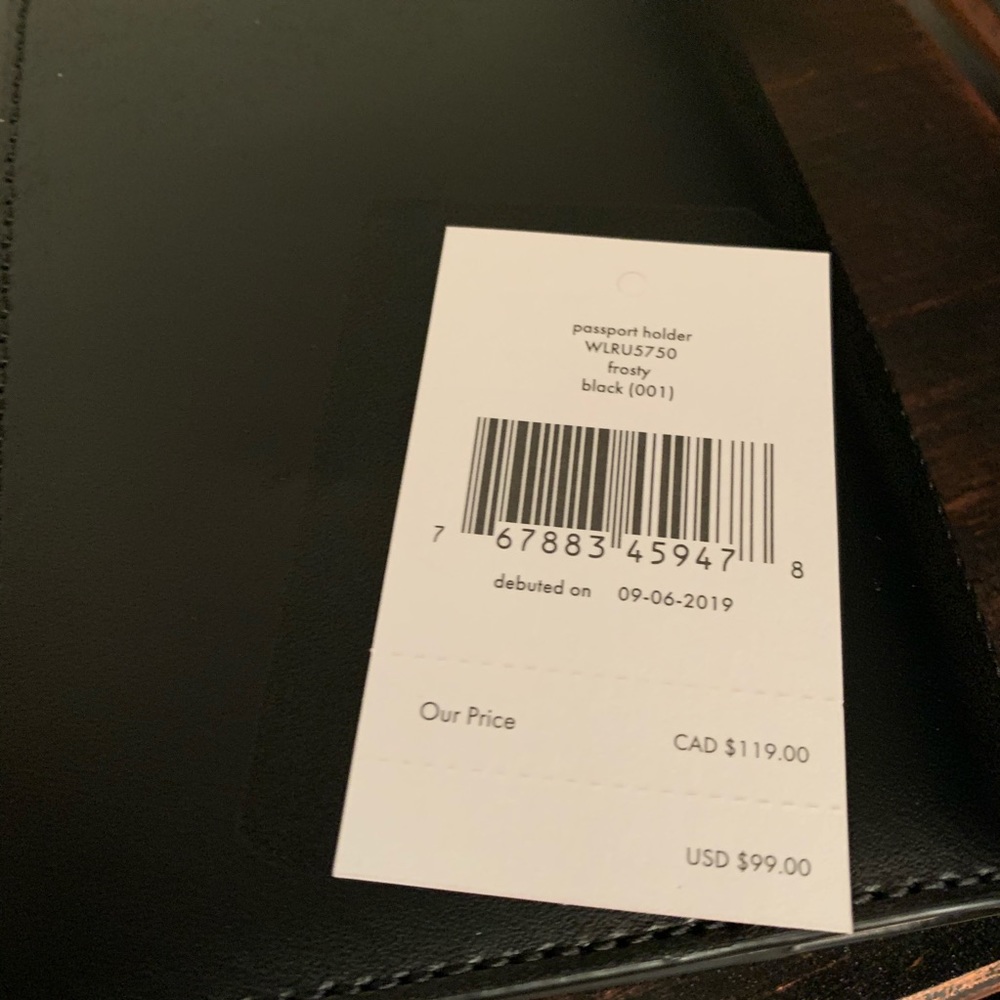 passport holder
WLRU5750
frosty
black (001)
7 67883 45947 8
debuted on 09-06-2019
Our Price CAD $119.00
USD $99.00